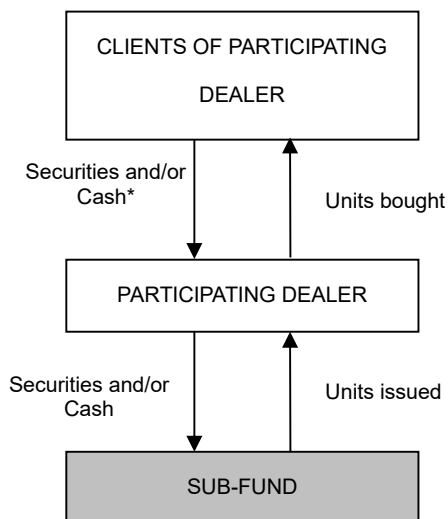 CLIENTS OF PARTICIPATING
DEALER
Securities and/or
Cash*
Units bought
PARTICIPATING DEALER
Securities and/or
Cash
Units issued
SUB-FUND